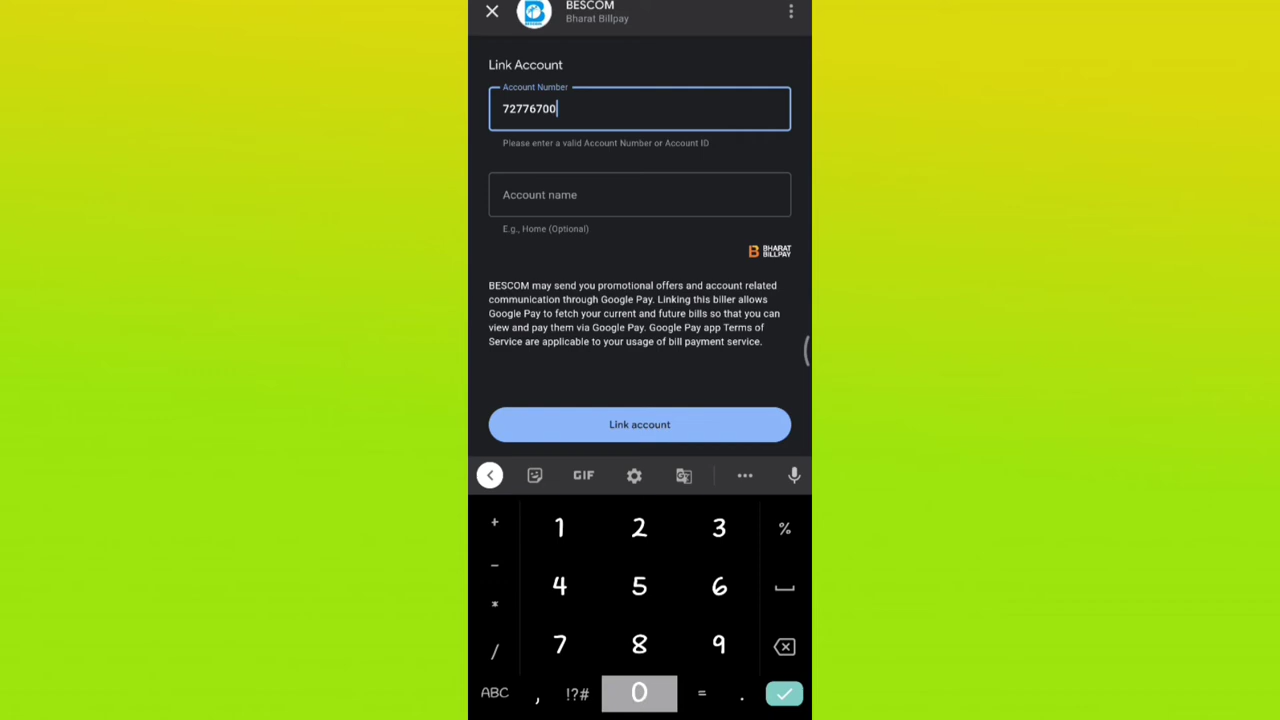 BESCOM
Bharat Billpay
Link Account
Account Number
72776700
Please enter a valid Account Number or Account ID
Account name
E.g., Home (Optional)
B BHARAT
BILLPAY
BESCOM may send you promotional offers and account related
communication through Google Pay. Linking this biller allows
Google Pay to fetch your current and future bills so that you can
view and pay them via Google Pay. Google Pay app Terms of
Service are applicable to your usage of bill payment service.
Link account
GIF
+ 1 2 3 %
- 4 5 6
*
/ 7 8 9
ABC , !?# 0 = .